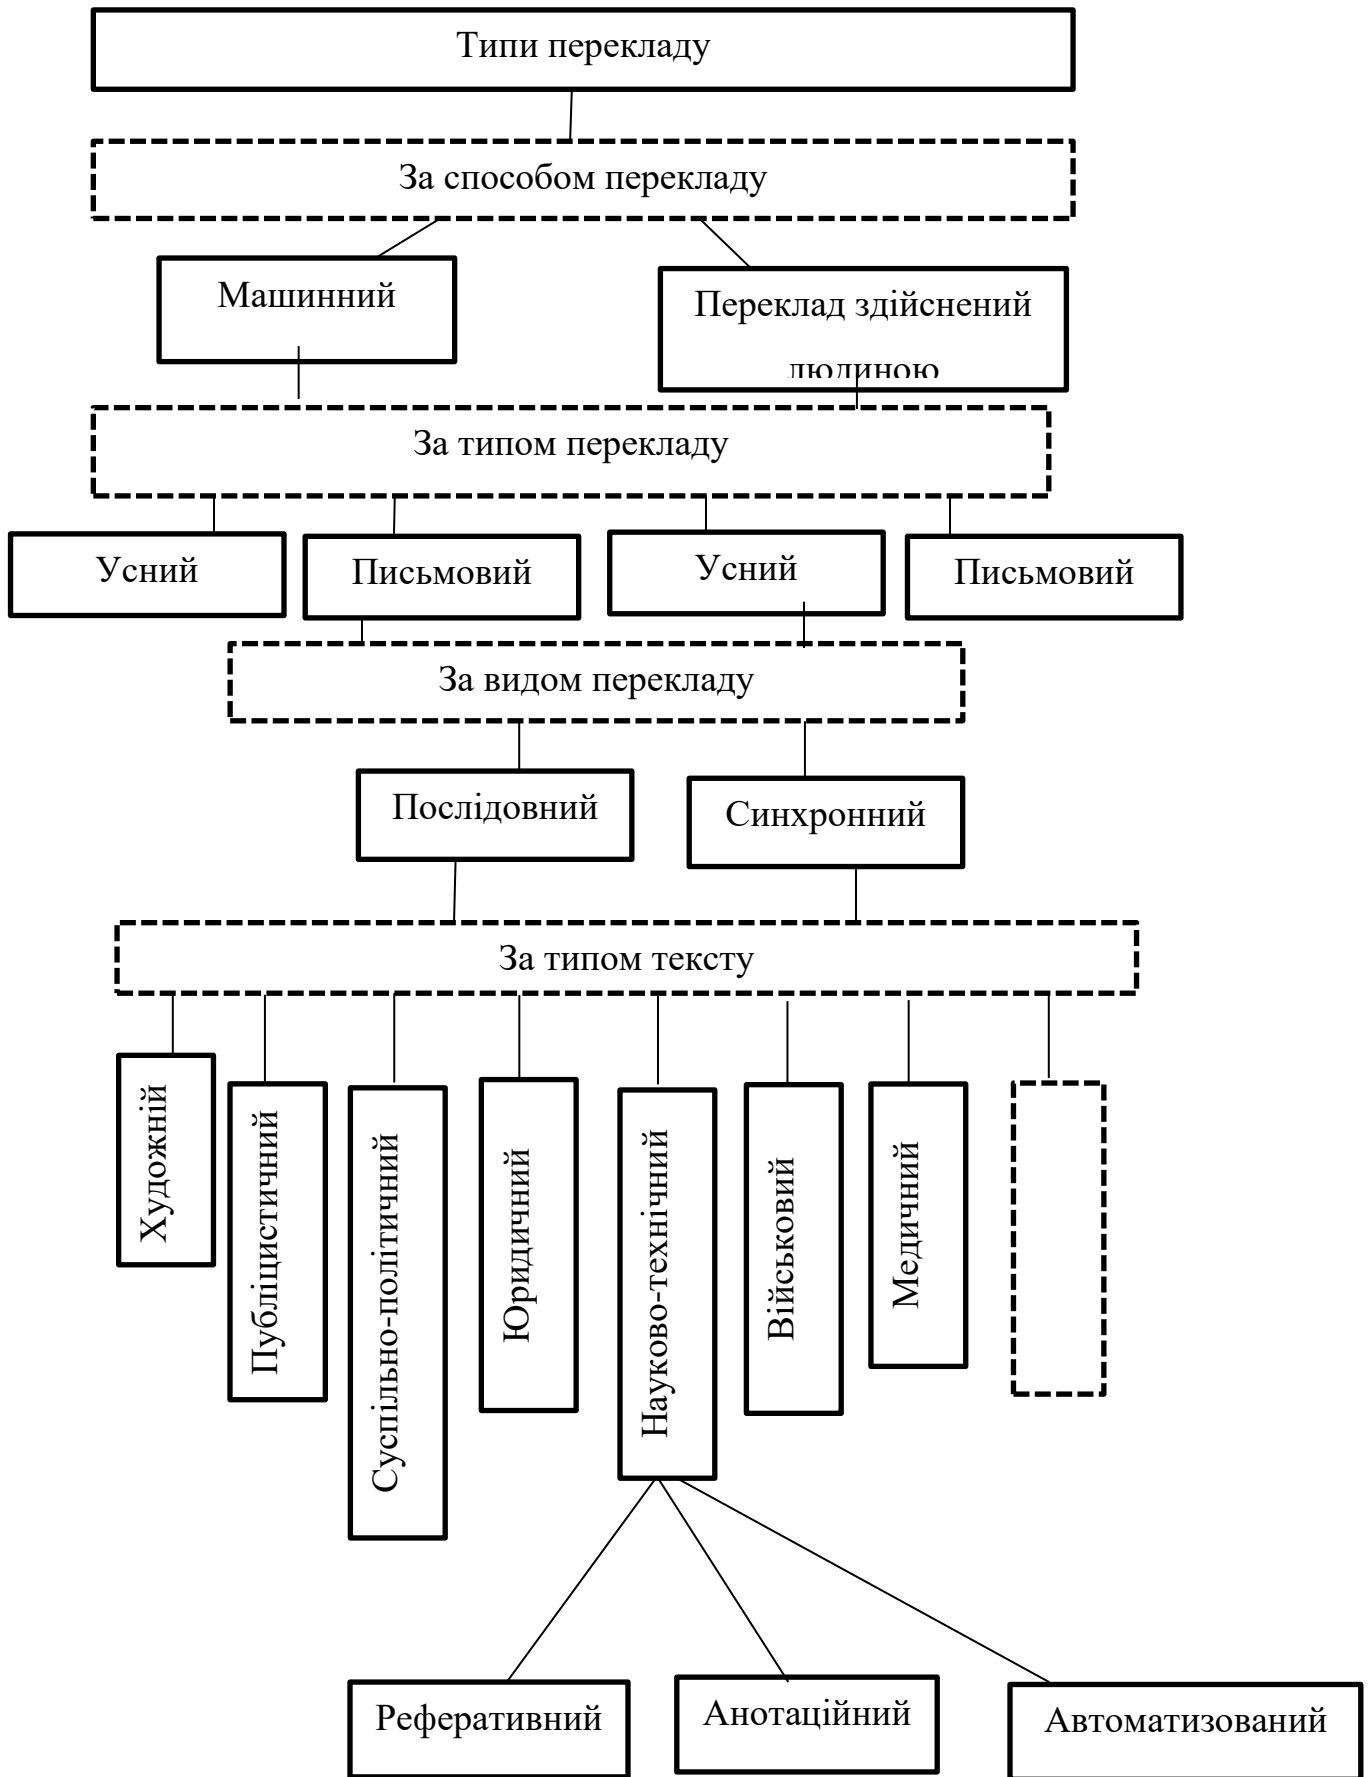 Типи перекладу
За способом перекладу
Машинний
Переклад здійснений
людиною
За типом перекладу
Усний
Письмовий
Усний
Письмовий
За видом перекладу
Послідовний
Синхронний
За типом тексту
Художній
Публіцистичний
Суспільно-політичний
Юридичний
Науково-технічний
Військовий
Медичний
Реферативний
Анотаційний
Автоматизований